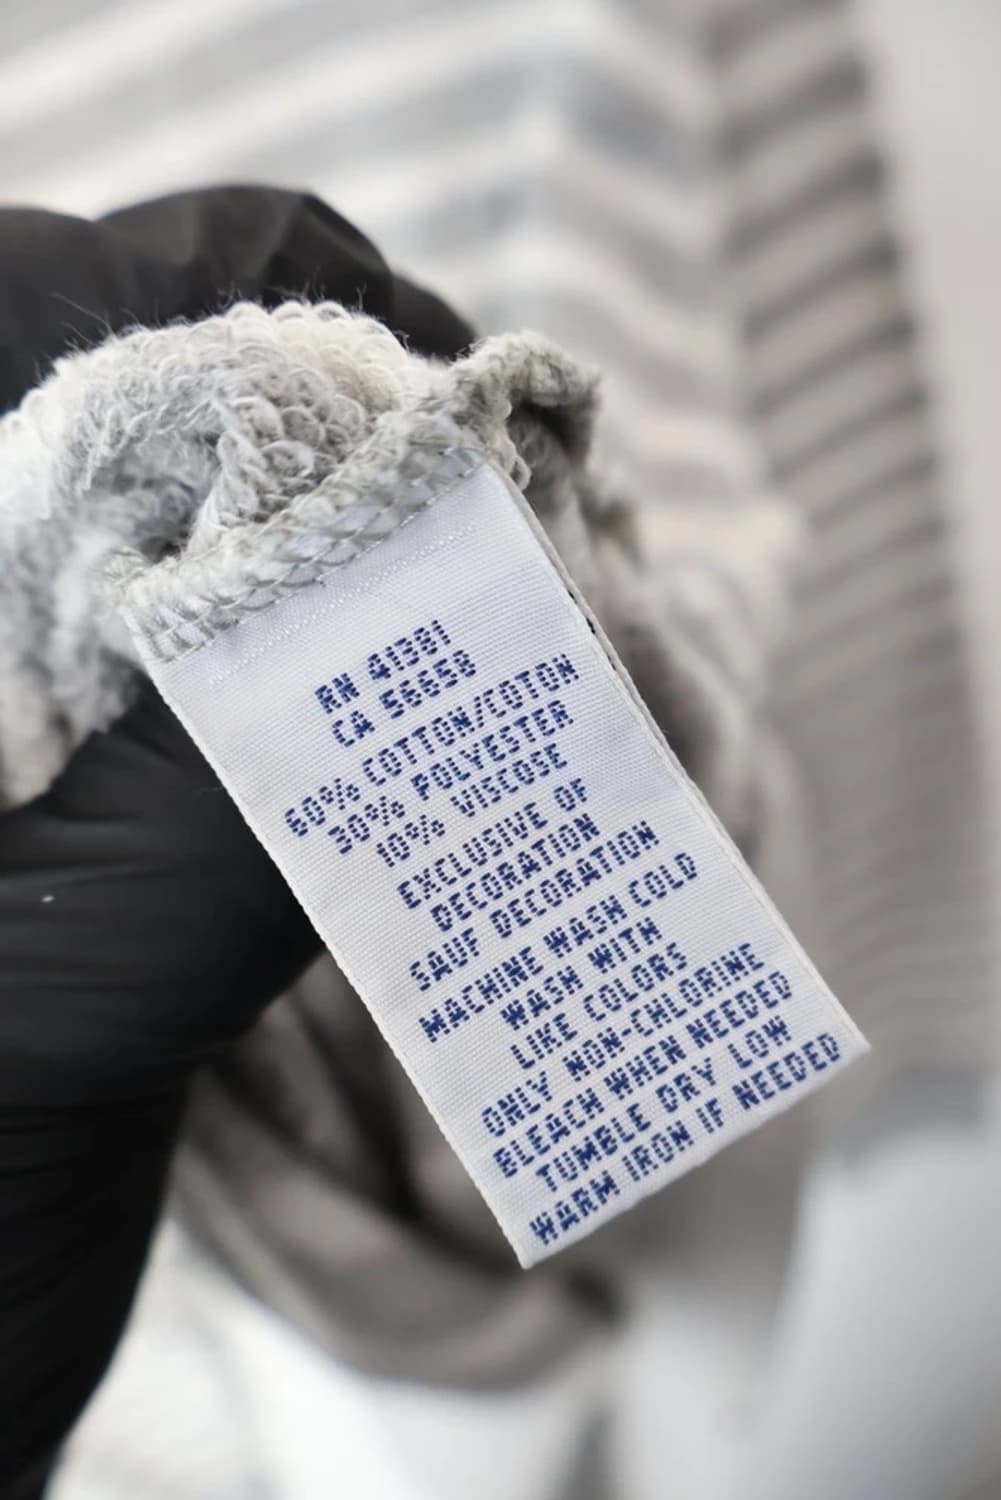 RN 41381
CA 56658
60% COTTON/COTON
30% POLYESTER
10% VISCOSE
EXCLUSIVE OF
DECORATION
SAUF DECORATION
MACHINE WASH COLD
WASH WITH
LIKE COLORS
ONLY NON-CHLORINE
BLEACH WHEN NEEDED
TUMBLE DRY LOW
WARM IRON IF NEEDED